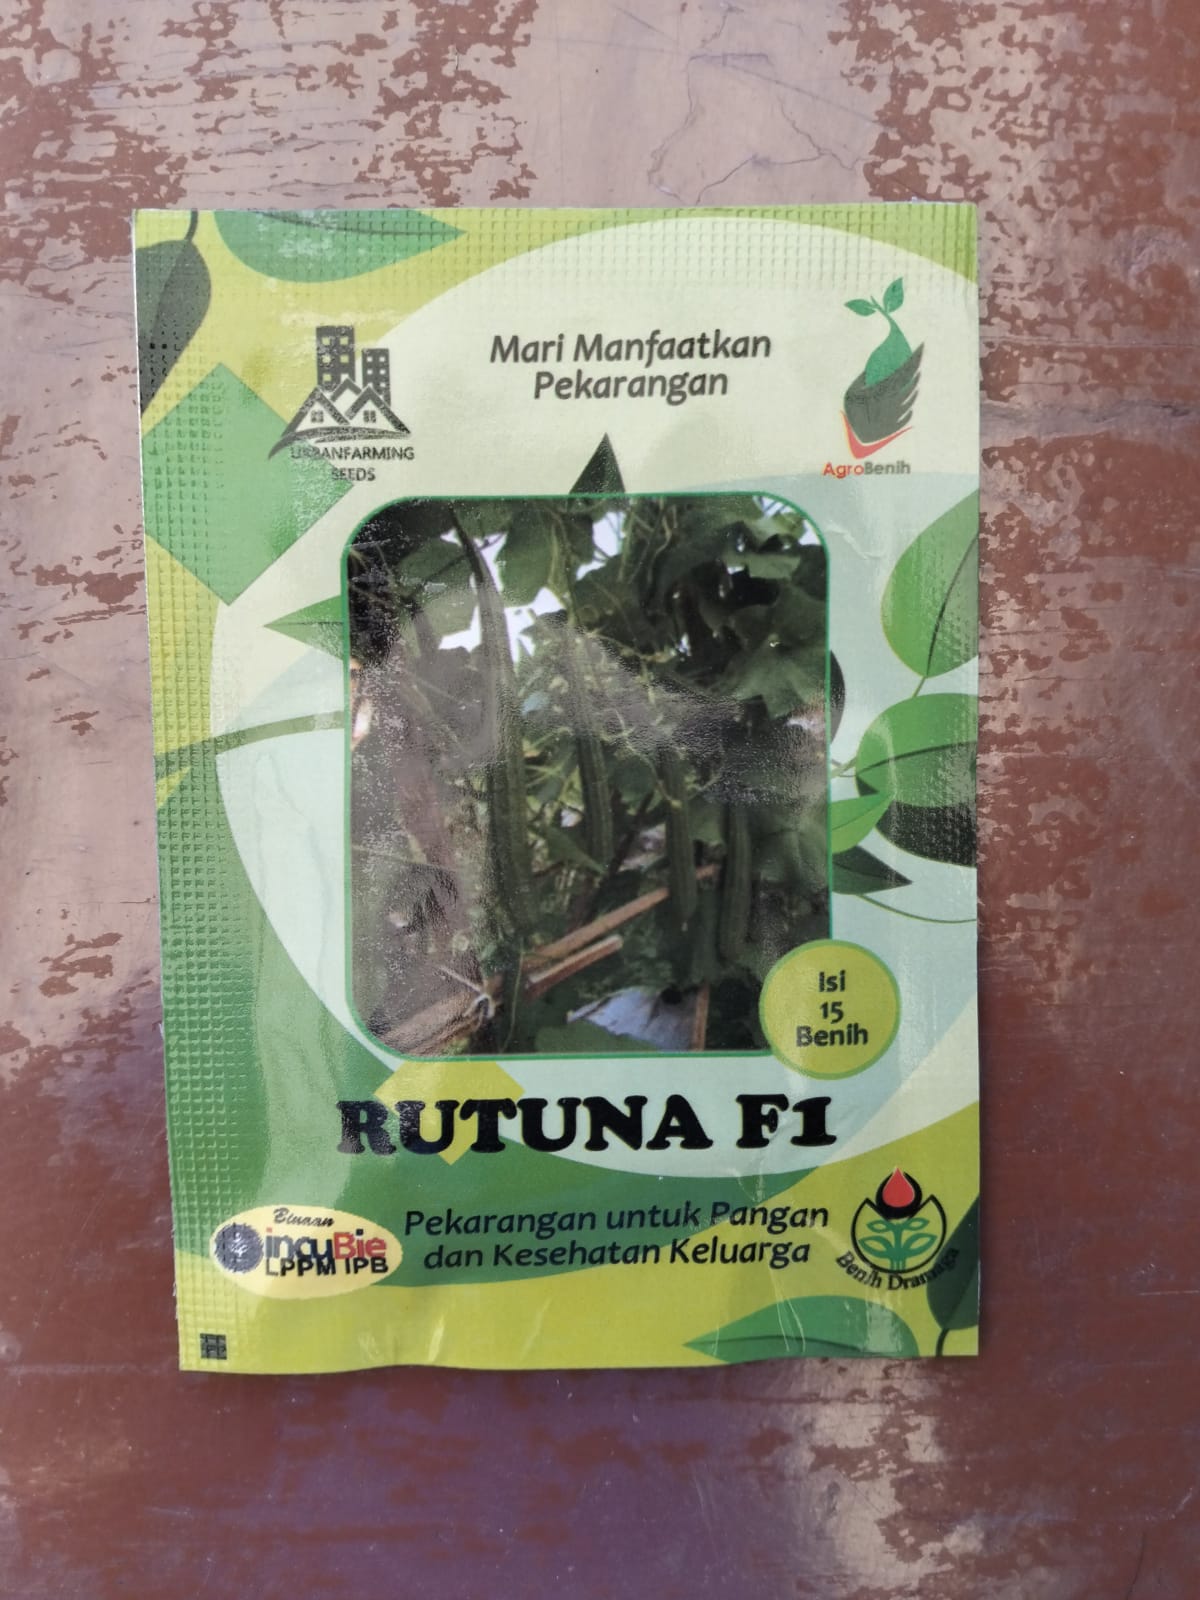 Mari Manfaatkan
Pekarangan
URBANFARMING
SEEDS
AgroBenih
Isi
15
Benih
RUTUNA F1
Binaan
incuBie
LPPM IPB
Pekarangan untuk Pangan
dan Kesehatan Keluarga
Benih Dramaga